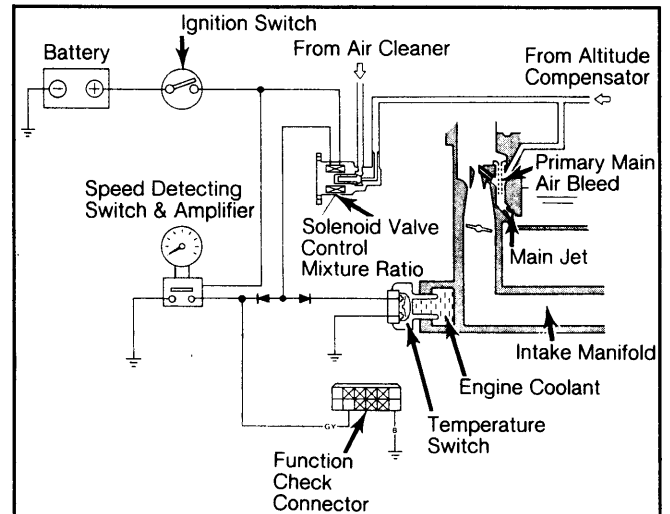 Ignition Switch
Battery
From Air Cleaner
From Altitude
Compensator
Primary Main
Air Bleed
Speed Detecting
Switch & Amplifier
Solenoid Valve
Control
Mixture Ratio
Main Jet
Intake Manifold
Engine Coolant
Temperature
Switch
GY
B
Function
Check
Connector